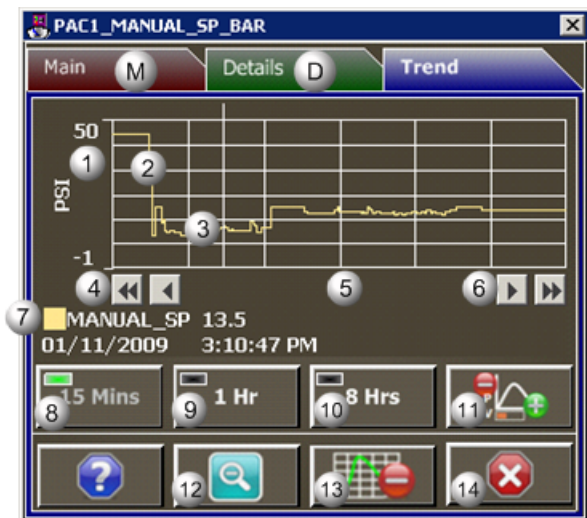 PAC1_MANUAL_SP_BAR
Main M Details D Trend
50
1 2
PSI
3
-1
4 5 6
7 MANUAL_SP 13.5
01/11/2009 3:10:47 PM
8 15 Mins 9 1 Hr 10 8 Hrs 11
? 12 13 14